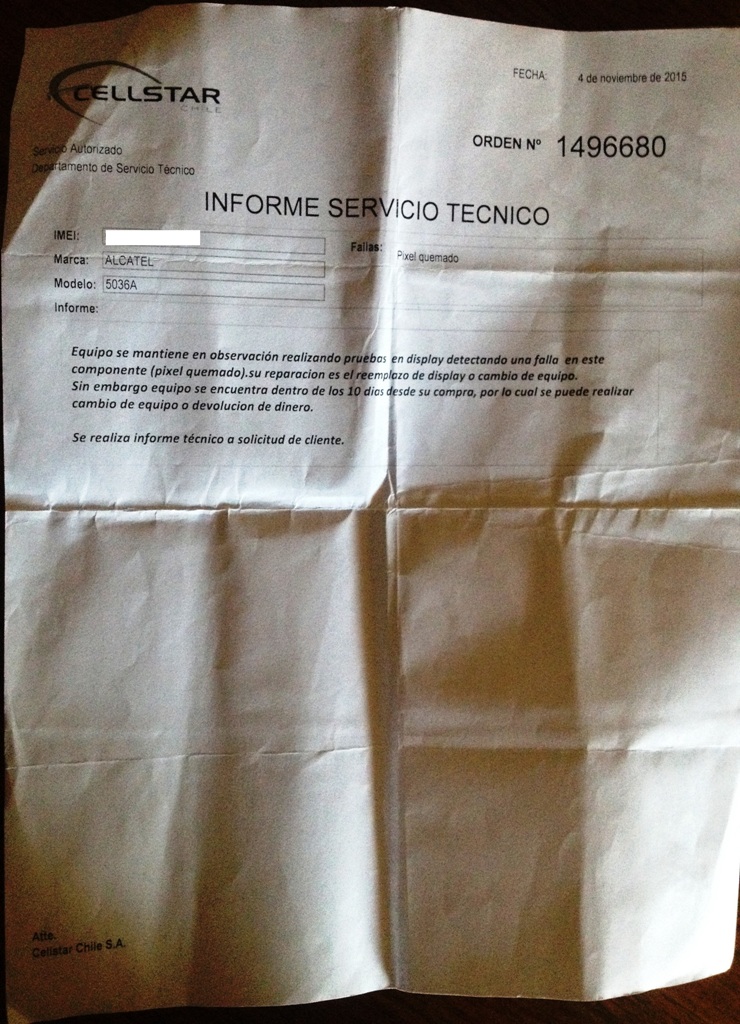 CELLSTAR
CHILE
FECHA: 4 de noviembre de 2015
Servicio Autorizado
Departamento de Servicio Técnico
ORDEN Nº 1496680
INFORME SERVICIO TECNICO
IMEI:
Fallas: Pixel quemado
Marca: ALCATEL
Modelo: 5036A
Informe:
Equipo se mantiene en observación realizando pruebas en display detectando una falla en este
componente (pixel quemado).su reparacion es el reemplazo de display o cambio de equipo.
Sin embargo equipo se encuentra dentro de los 10 dias desde su compra, por lo cual se puede realizar
cambio de equipo o devolucion de dinero.
Se realiza informe técnico a solicitud de cliente.
Atte.
Cellstar Chile S.A.